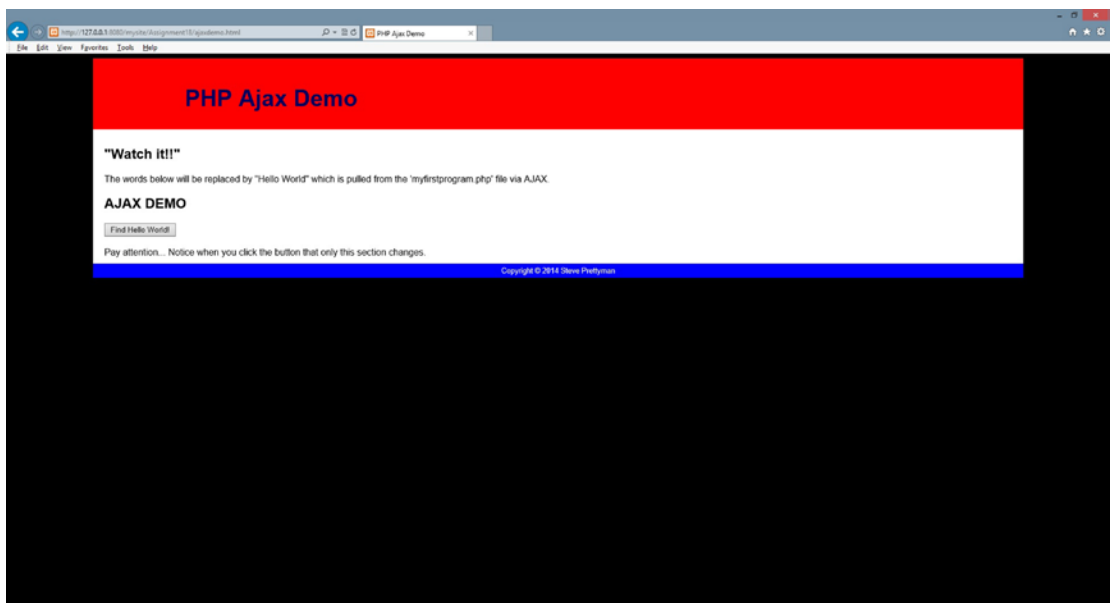 http://127.0.0.1:8080/mysite/Assignment18/ajaxdemo.html
PHP Ajax Demo
File Edit View Favorites Tools Help
PHP Ajax Demo
"Watch it!!"
The words below will be replaced by "Hello World" which is pulled from the 'myfirstprogram.php' file via AJAX.
AJAX DEMO
Find Hello World!
Pay attention... Notice when you click the button that only this section changes.
Copyright © 2014 Steve Prettyman